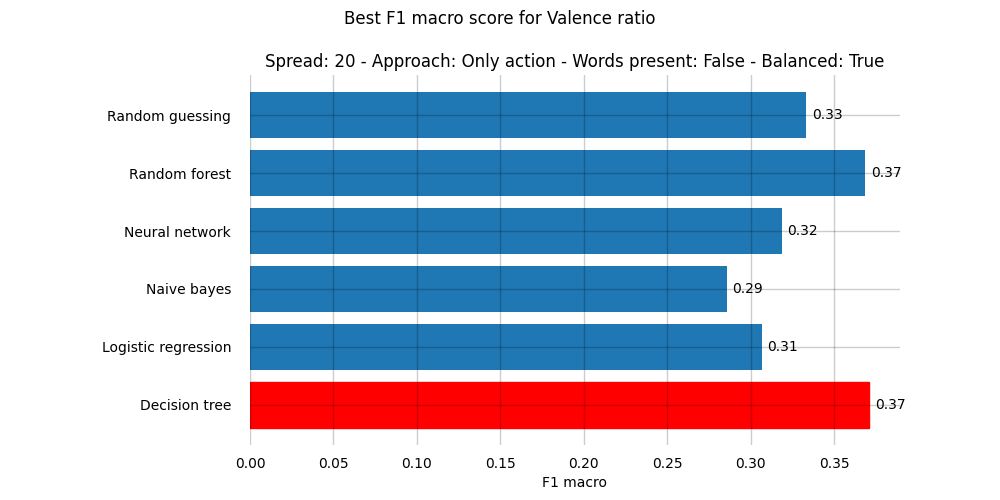 Best F1 macro score for Valence ratio
Spread: 20 - Approach: Only action - Words present: False - Balanced: True
Random guessing 0.33
Random forest 0.37
Neural network 0.32
Naive bayes 0.29
Logistic regression 0.31
Decision tree 0.37
0.00 0.05 0.10 0.15 0.20 0.25 0.30 0.35
F1 macro